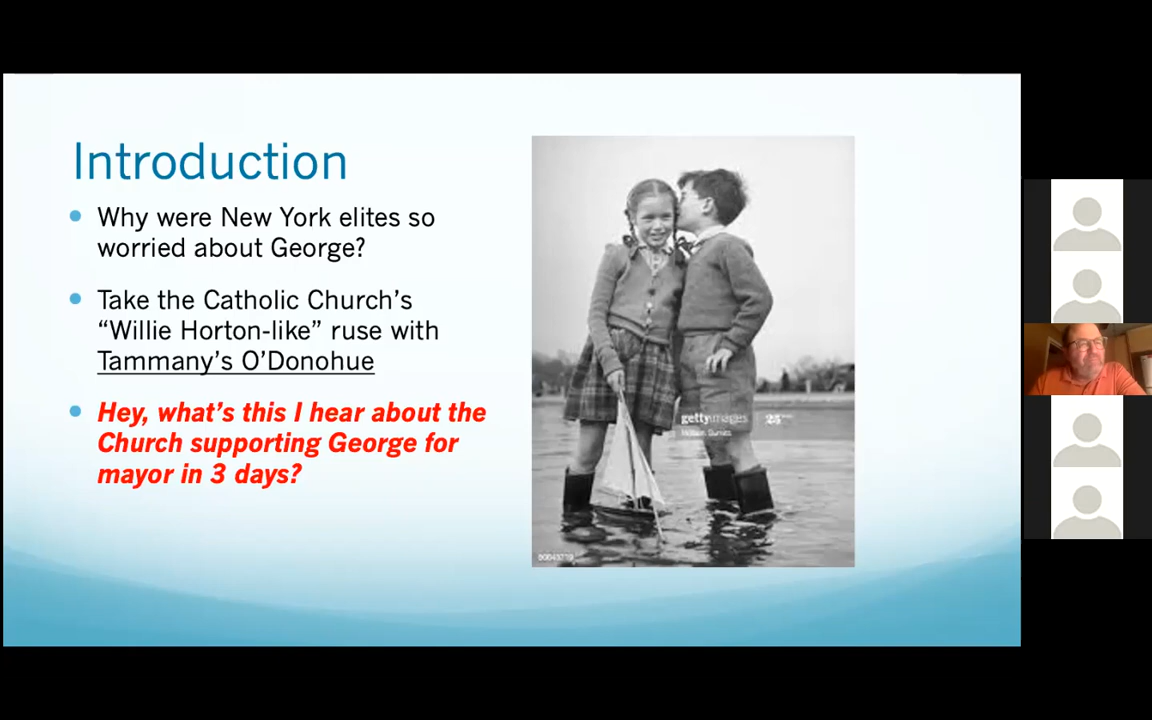 Introduction
Why were New York elites so
worried about George?
Take the Catholic Church’s
“Willie Horton-like” ruse with
Tammany’s O’Donohue
Hey, what’s this I hear about the
Church supporting George for
mayor in 3 days?
gettyimages